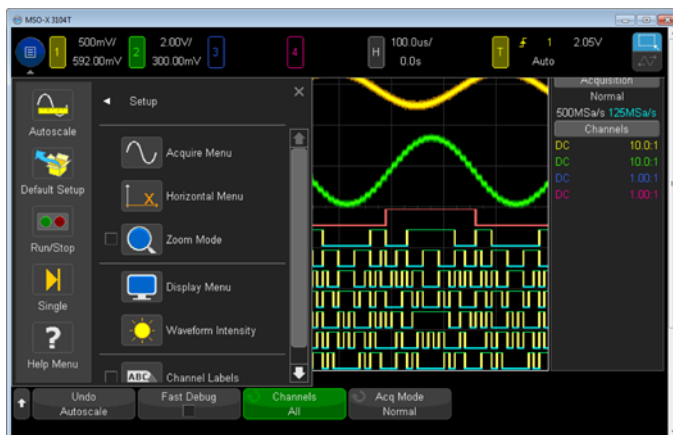 MSO-X 3104T
1 500mV/ 592.00mV
2 2.00V/ 300.00mV
3
4
H 100.0us/ 0.0s
T 1 2.05V
Auto
Autoscale
Default Setup
Run/Stop
Single
?
Help Menu
Setup
Acquire Menu
X
Horizontal Menu
Zoom Mode
Display Menu
Waveform Intensity
ABC
Channel Labels
Acquisition
Normal
500MSa/s 125MSa/s
Channels
DC 10.0:1
DC 10.0:1
DC 1.00:1
DC 1.00:1
Undo Autoscale
Fast Debug
Channels All
Acq Mode Normal